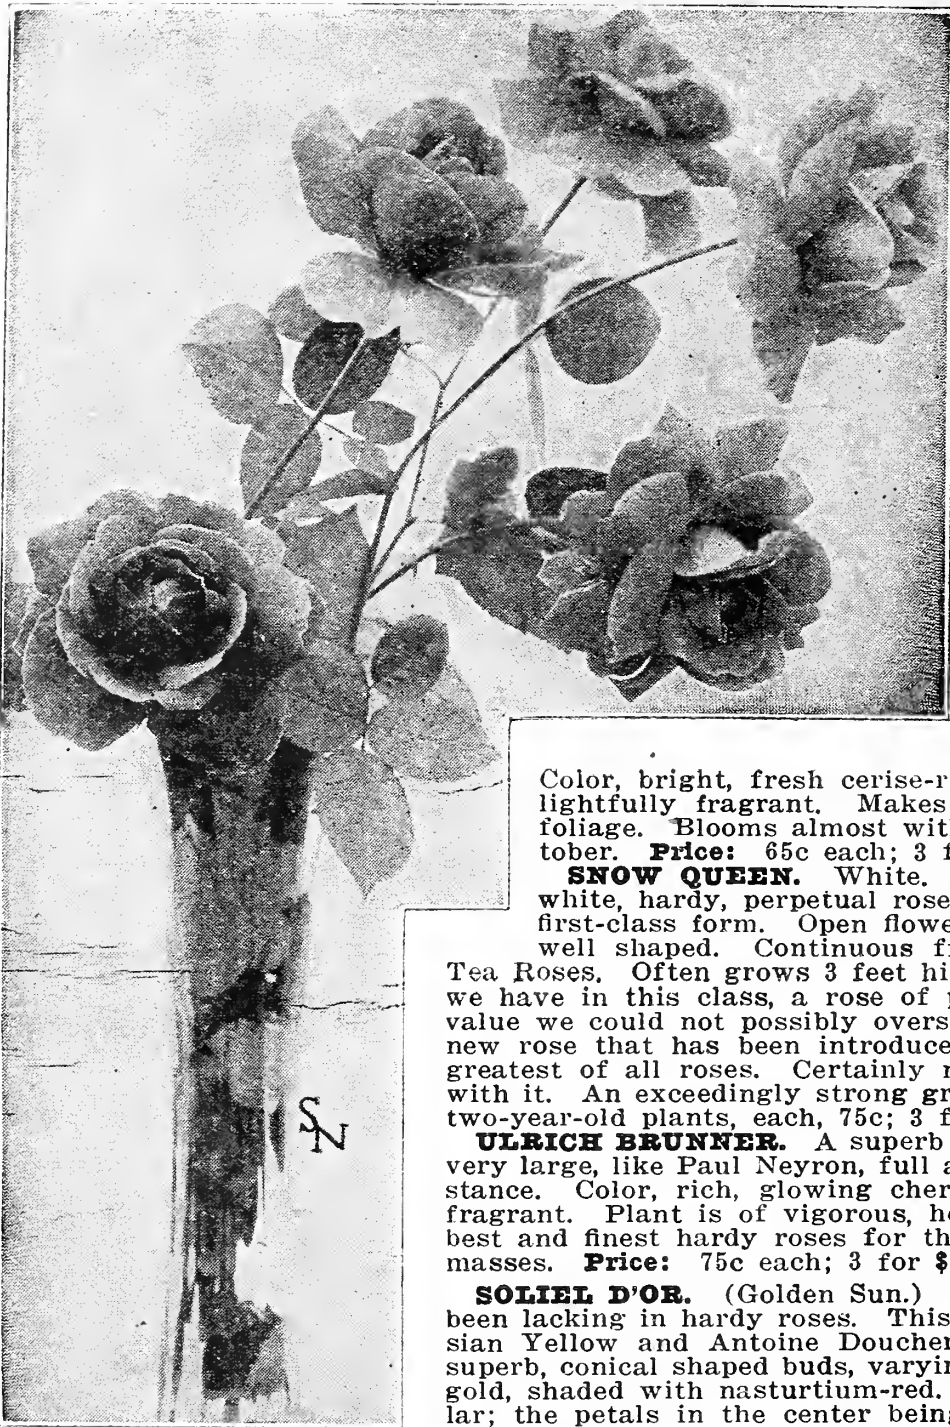 SN
Color, bright, fresh cerise-r
lightfully fragrant. Makes
foliage. Blooms almost wit
tober. Price: 65c each; 3 f
SNOW QUEEN. White.
white, hardy, perpetual rose
first-class form. Open flowe
well shaped. Continuous f
Tea Roses. Often grows 3 feet hi
we have in this class, a rose of
value we could not possibly overs
new rose that has been introduce
greatest of all roses. Certainly
with it. An exceedingly strong gr
two-year-old plants, each, 75c; 3 f
ULRICH BRUNNER. A superb
very large, like Paul Neyron, full a
stance. Color, rich, glowing cher
fragrant. Plant is of vigorous, he
best and finest hardy roses for th
masses. Price: 75c each; 3 for $
SOLIEL D'OR. (Golden Sun.)
been lacking in hardy roses. This
sian Yellow and Antoine Doucher
superb, conical shaped buds, varyin
gold, shaded with nasturtium-red.
lar; the petals in the center bein